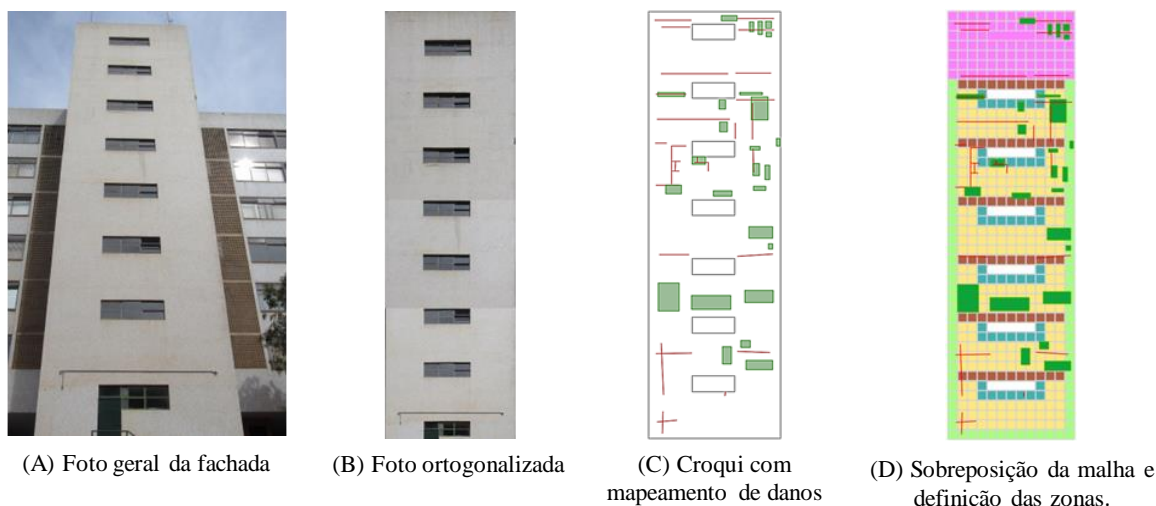 (A) Foto geral da fachada
(B) Foto ortogonalizada
(C) Croqui com
mapeamento de danos
(D) Sobreposição da malha e
definição das zonas.